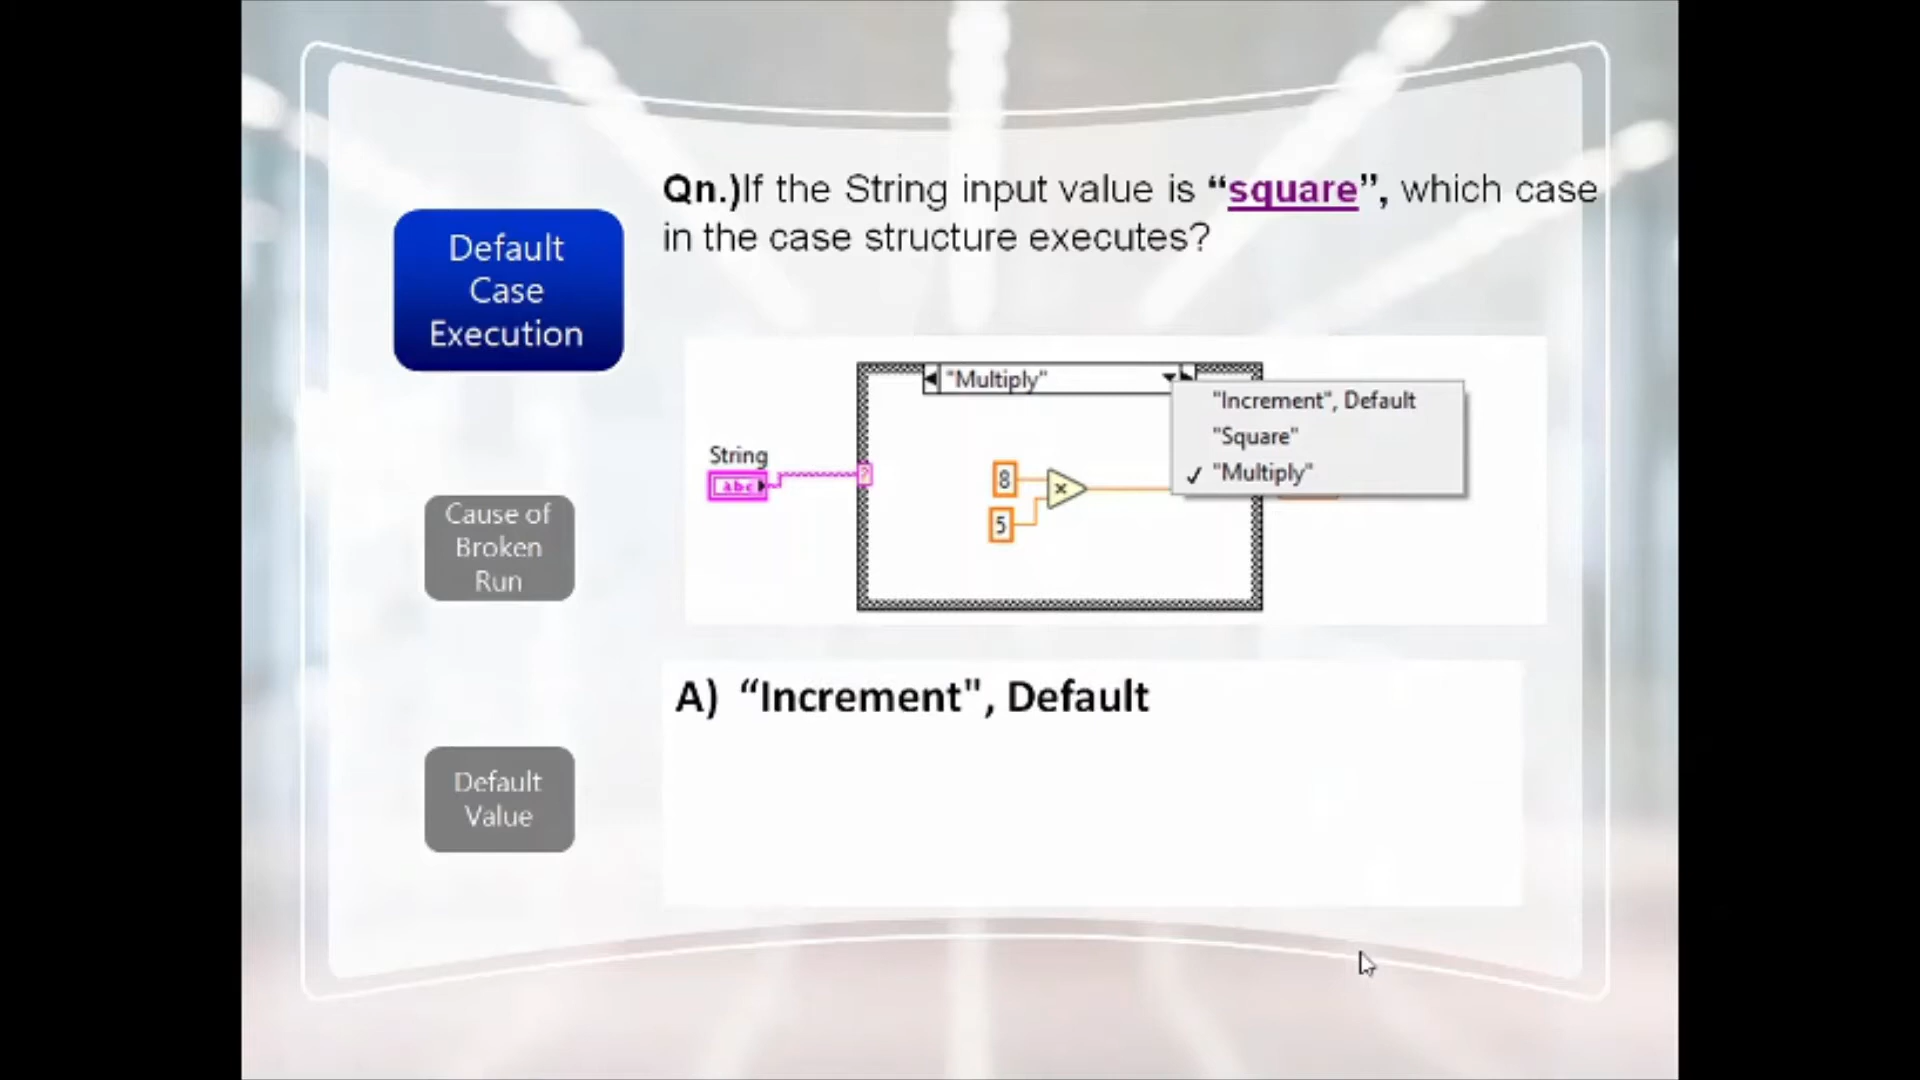 Qn.)If the String input value is “square”, which case
in the case structure executes?
Default
Case
Execution
"Multiply"
"Increment", Default
"Square"
✓ "Multiply"
String
abc
?
8
×
5
Cause of
Broken
Run
A) “Increment", Default
Default
Value